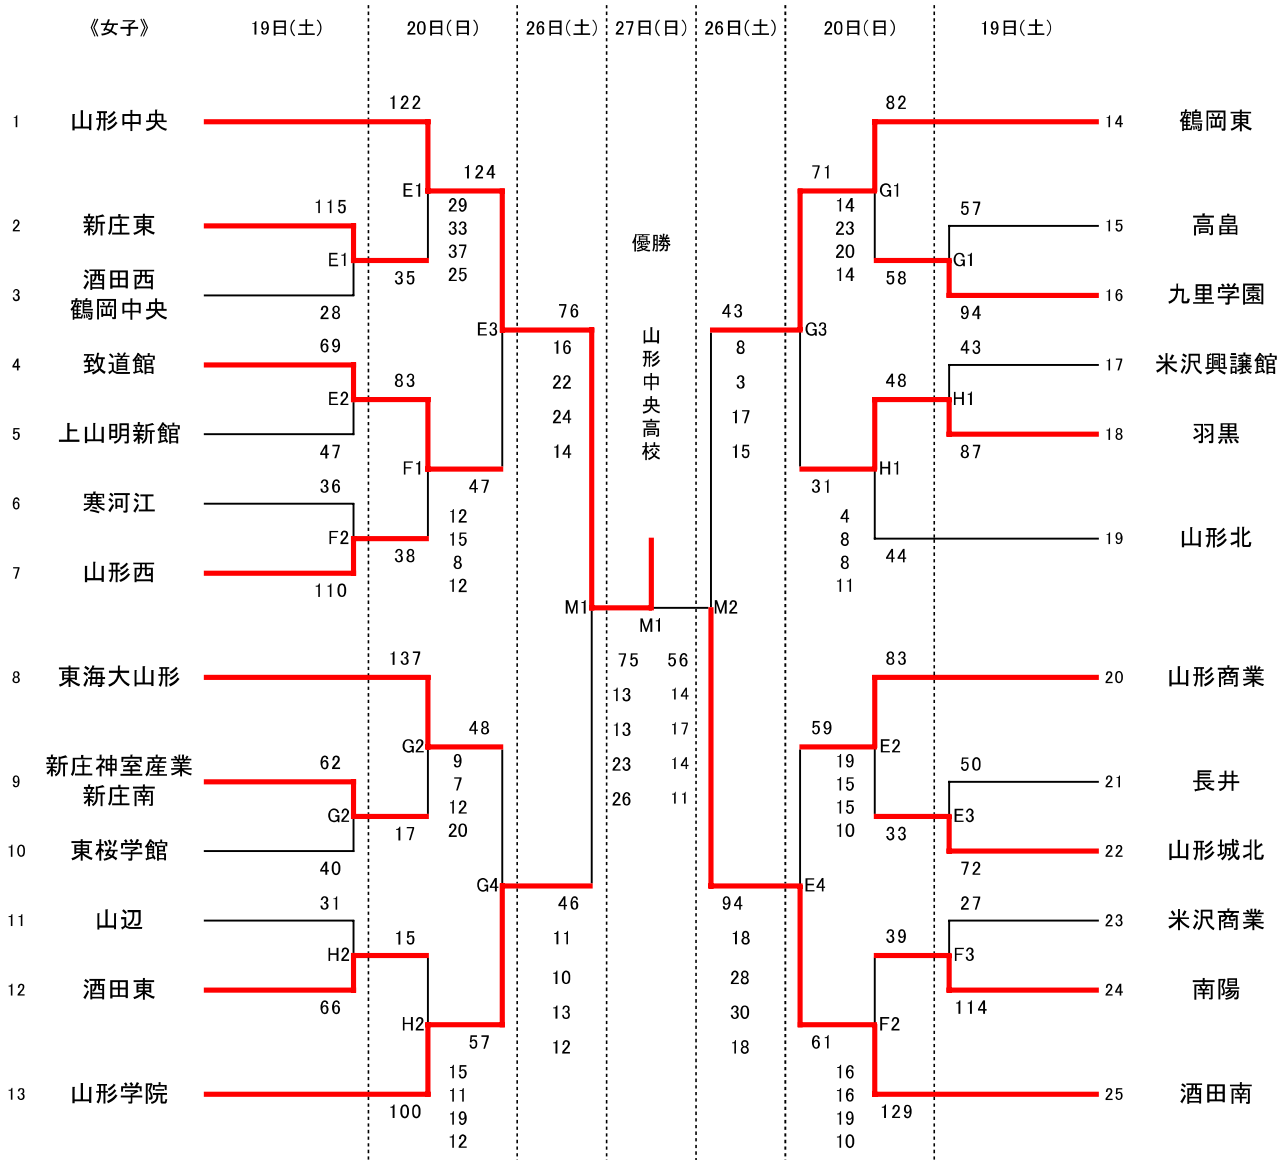 《女子》 19日(土) 20日(日) 26日(土) 27日(日) 26日(土) 20日(日) 19日(土)
122 82
1 山形中央 14 鶴岡東
124 71
E1 G1
115 29 14 57
2 新庄東 33 23 15 高畠
37 優勝 20
E1 G1
35 25 14 58
3 酒田西 16 九里学園
鶴岡中央
28 76 43 94
E3 G3
69 16 山 8 43
4 致道館 形 17 米沢興譲館
83 22 中 3 48
E2 央 H1
24 高 17
5 上山明新館 校 18 羽黒
47 14 15 87
F1 H1
36 47 31
6 寒河江
12 4
F2 15 8 19 山形北
38 8 8 44
7 山形西 12 11
110
M1 M2
M1
137 75 56 83
8 東海大山形 20 山形商業
13 14
48 13 17 59
G2 E2
62 9 23 14 19 50
9 新庄神室産業 7 15 21 長井
新庄南
12 26 11 15
G2 E3
17 20 10 33
10 東桜学館 22 山形城北
40 72
G4 E4
31 46 94 27
11 山辺 23 米沢商業
15 11 18 39
H2 F3
10 28
12 酒田東 24 南陽
66 13 30 114
H2 F2
57 12 18 61
15 16
13 山形学院 11 16 25 酒田南
100 19 19 129
12 10